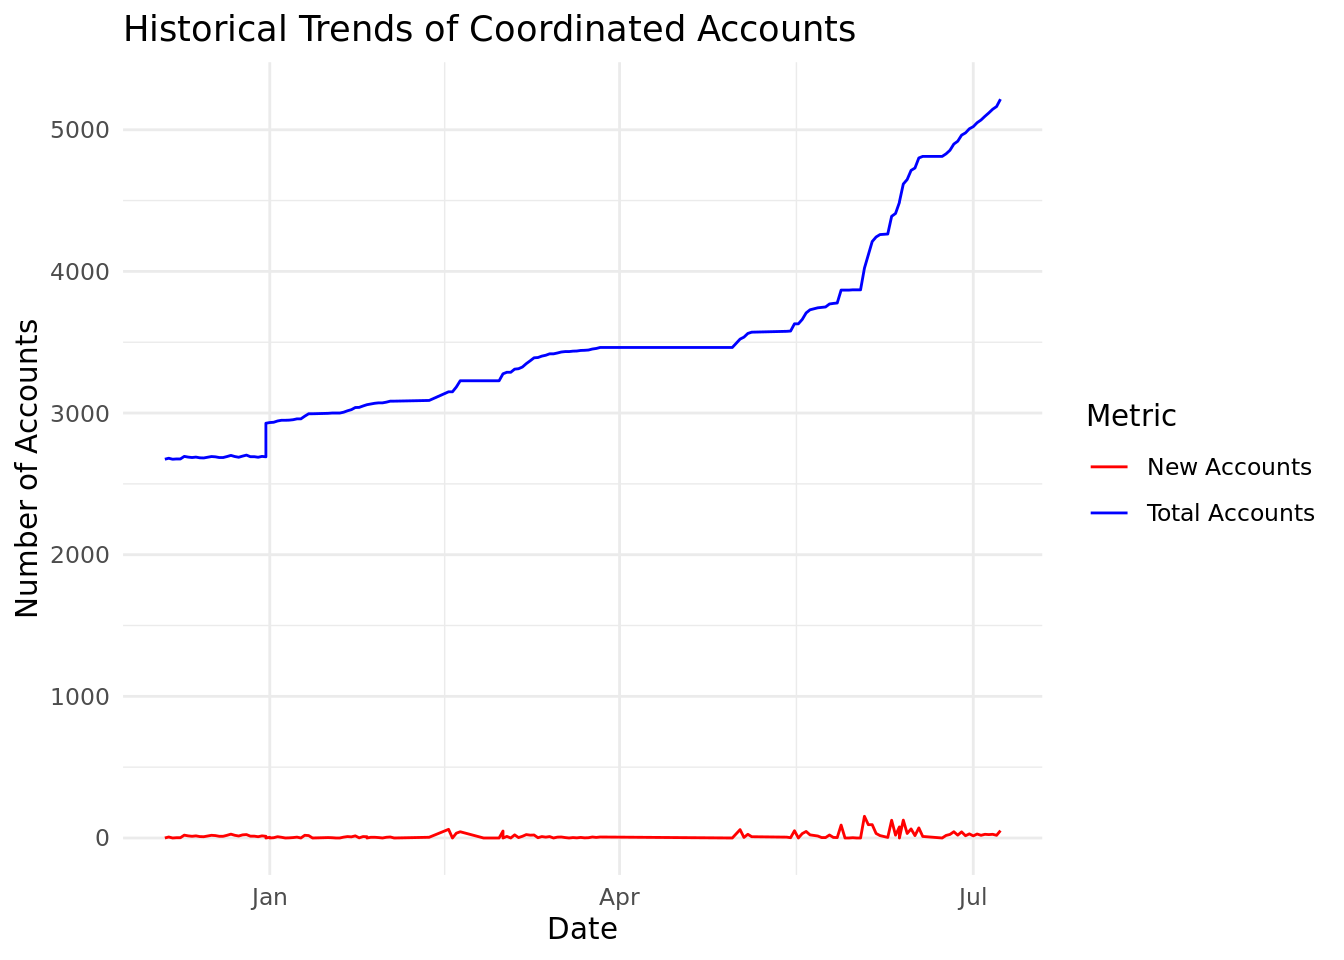 Historical Trends of Coordinated Accounts
Number of Accounts
5000
4000
3000
2000
1000
0
Jan
Apr
Jul
Date
Metric
New Accounts
Total Accounts